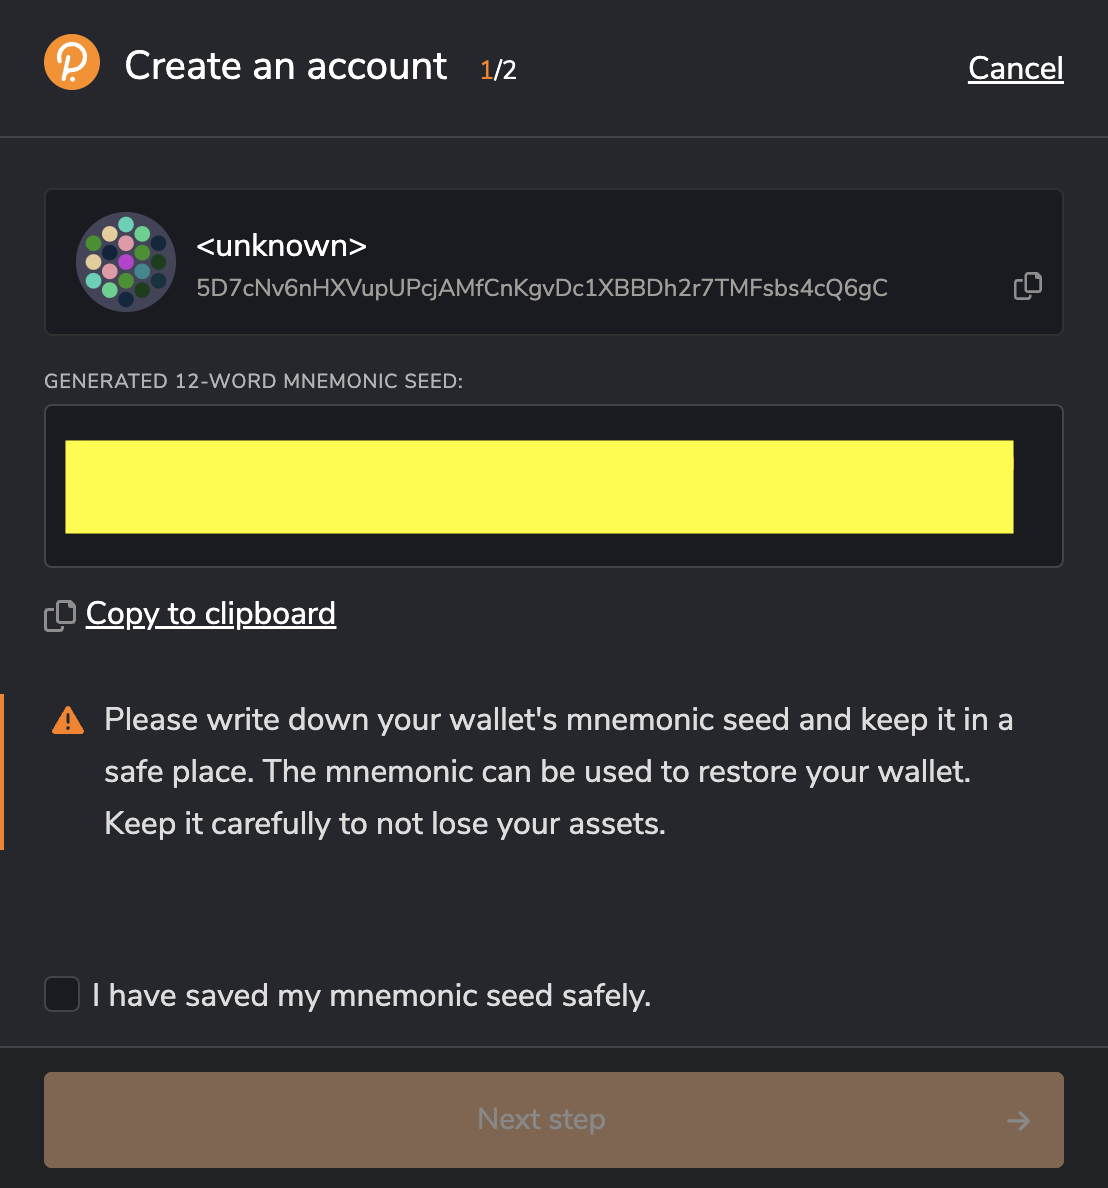 Create an account 1/2 Cancel
<unknown>
5D7cNv6nHXVupUPcjAMfCnKgvDc1XBBDh2r7TMFsbs4cQ6gC
GENERATED 12-WORD MNEMONIC SEED:
Copy to clipboard
Please write down your wallet's mnemonic seed and keep it in a
safe place. The mnemonic can be used to restore your wallet.
Keep it carefully to not lose your assets.
I have saved my mnemonic seed safely.
Next step